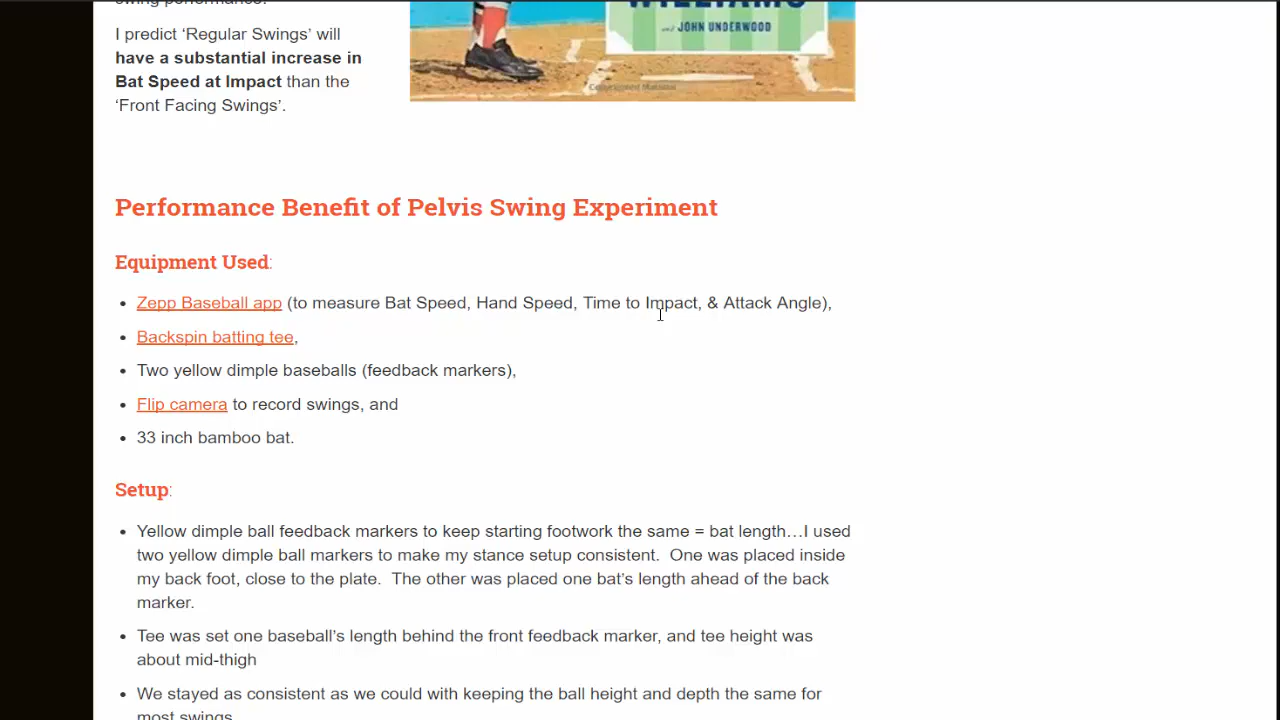 swing performance.
I predict ‘Regular Swings’ will
have a substantial increase in
Bat Speed at Impact than the
‘Front Facing Swings’.
WILLIAMS
and JOHN UNDERWOOD
Copyrighted Material
Performance Benefit of Pelvis Swing Experiment
Equipment Used:
• Zepp Baseball app (to measure Bat Speed, Hand Speed, Time to Impact, & Attack Angle),
• Backspin batting tee,
• Two yellow dimple baseballs (feedback markers),
• Flip camera to record swings, and
• 33 inch bamboo bat.
Setup:
• Yellow dimple ball feedback markers to keep starting footwork the same = bat length…I used
two yellow dimple ball markers to make my stance setup consistent.  One was placed inside
my back foot, close to the plate.  The other was placed one bat’s length ahead of the back
marker.
• Tee was set one baseball’s length behind the front feedback marker, and tee height was
about mid-thigh
• We stayed as consistent as we could with keeping the ball height and depth the same for
most swings